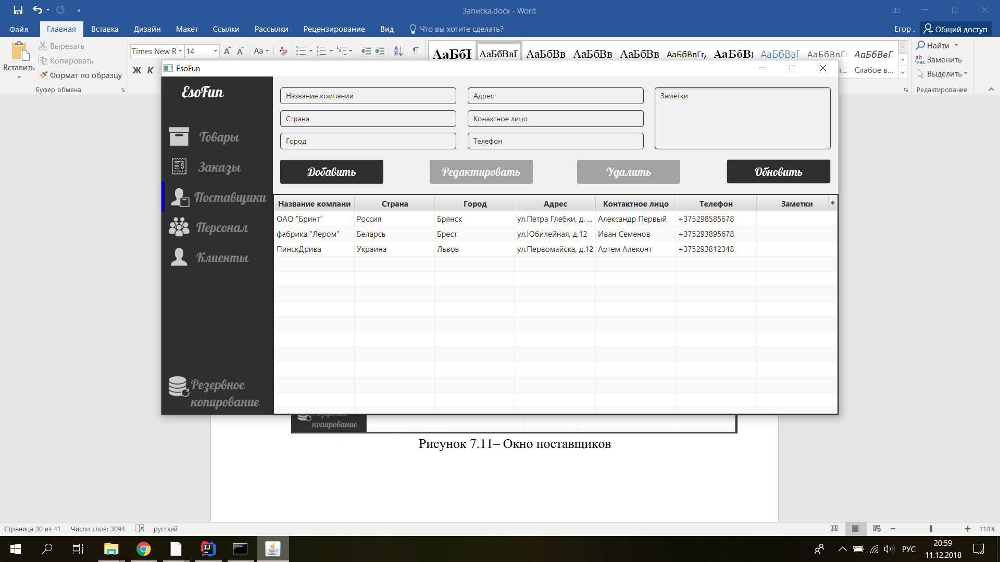 Записка.docx - Word
Файл Главная Вставка Дизайн Макет Ссылки Рассылки Рецензирование Вид Что вы хотите сделать? Егор . Общий доступ
Вставить
Вырезать
Копировать
Формат по образцу
Буфер обмена
Times New R 14
Aa
Ж К
АаБбІ АаБбВвГ АаБбВв АаБбВв АаБбВв АаБбВвГг АаБбВ АаБбВвГ АаБбВвГ АаБбВвГ
Слабое в...
Найти
Заменить
Выделить
Редактирование
EsoFun
EsoFun
Товары
Заказы
Поставщики
Персонал
Клиенты
Резервное
копирование
Название компании Адрес Заметки
Страна Конактное лицо
Город Телефон
Добавить Редактировать Удалить Обновить
Название компани Страна Город Адрес Контактное лицо Телефон Заметки +
ОАО "Бринт" Россия Брянск ул.Петра Глебки, д. ... Александр Первый +375298585678
фабрика “Лером” Беларсь Брест ул.Юбилейная, д.12 Иван Семенов +375293895678
ПинскДрива Украина Львов ул.Первомайска, д.12 Артем Алеконт +375293812348
копирование
Рисунок 7.11– Окно поставщиков
Страница 30 из 41 Число слов: 3094 русский 110%
РУС
20:59
11.12.2018